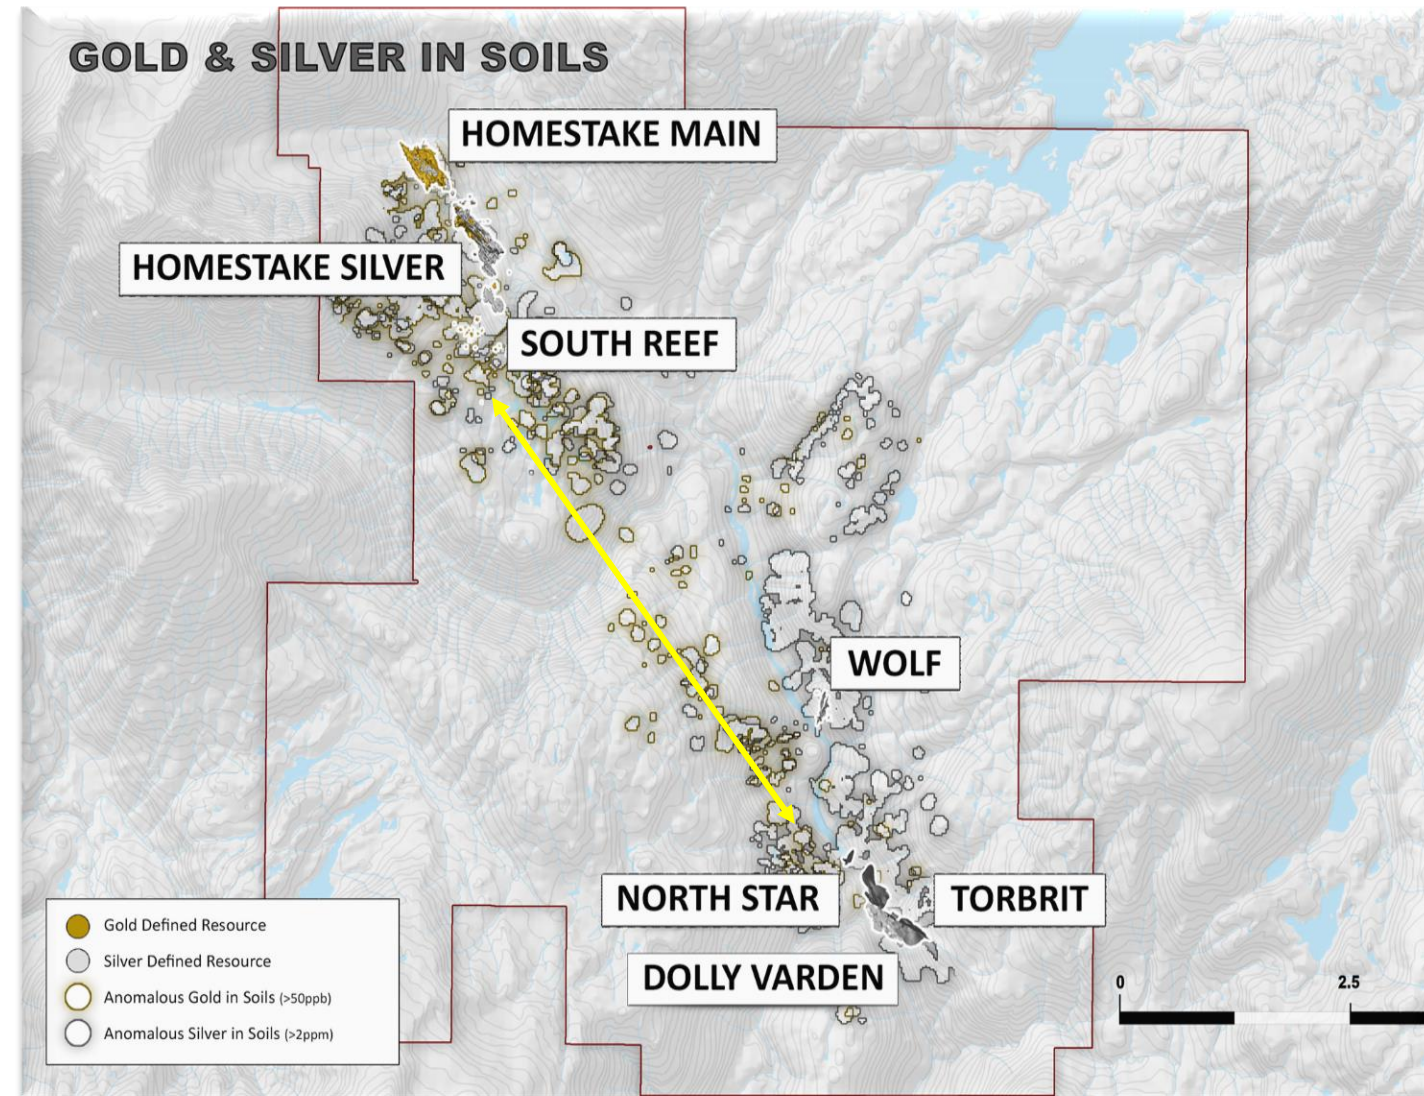 GOLD & SILVER IN SOILS
HOMESTAKE MAIN
HOMESTAKE SILVER
SOUTH REEF
WOLF
NORTH STAR
TORBRIT
DOLLY VARDEN
Gold Defined Resource
Silver Defined Resource
Anomalous Gold in Soils (>50ppb)
Anomalous Silver in Soils (>2ppm)
0 2.5